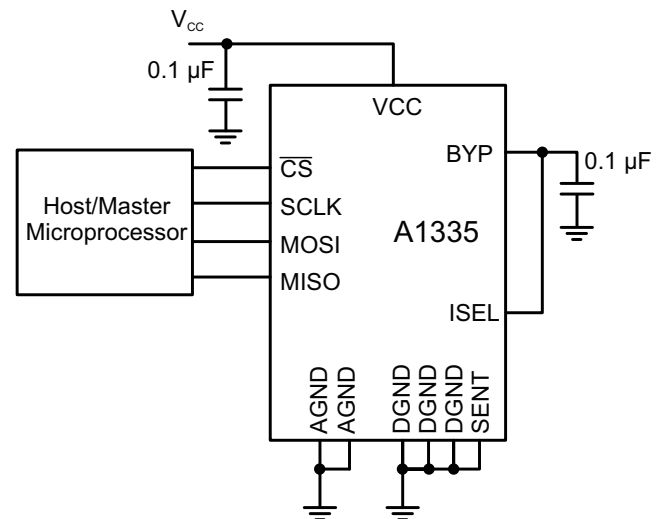 VCC
0.1 µF
VCC
BYP
0.1 µF
CS
SCLK
MOSI
MISO
Host/Master
Microprocessor
A1335
ISEL
AGND
AGND
DGND
DGND
DGND
SENT